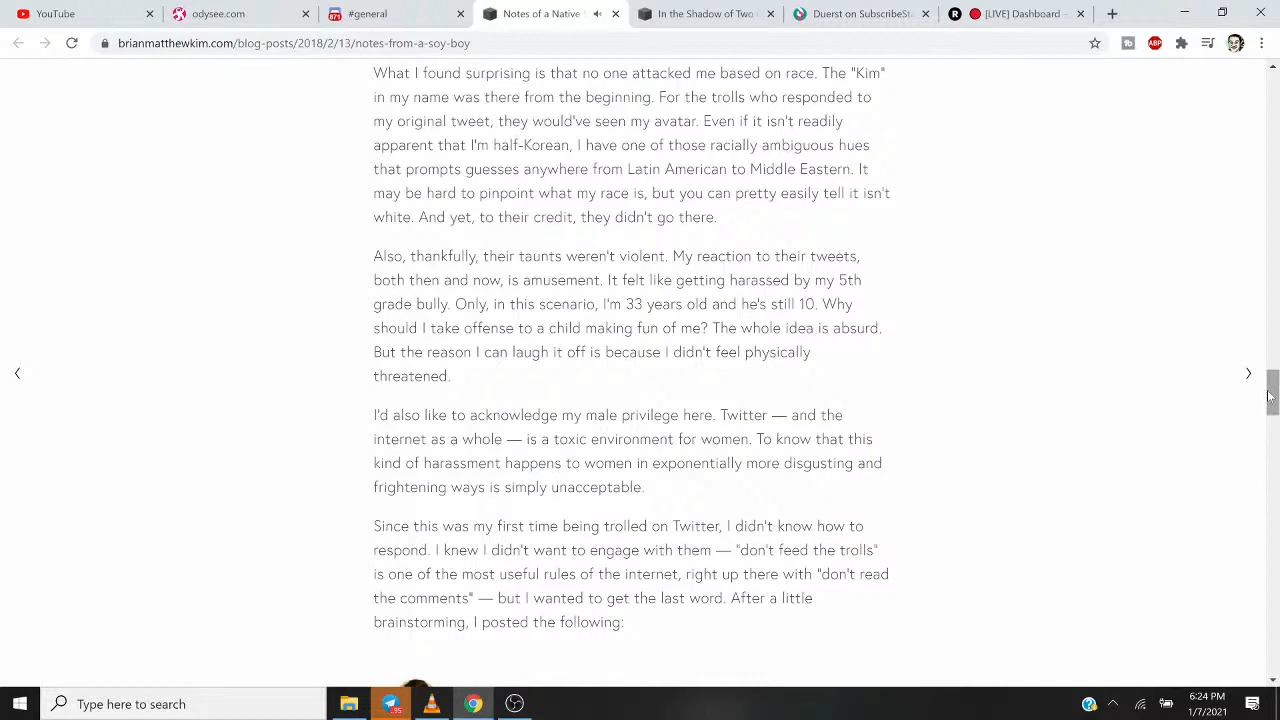 YouTube
odysee.com
#general
Notes of a Native
In the Shadow of Two
Duerst on SubscribeSta
[LIVE] Dashboard
brianmatthewkim.com/blog-posts/2018/2/13/notes-from-a-soy-boy
What I found surprising is that no one attacked me based on race. The "Kim"
in my name was there from the beginning. For the trolls who responded to
my original tweet, they would've seen my avatar. Even if it isn't readily
apparent that I'm half-Korean, I have one of those racially ambiguous hues
that prompts guesses anywhere from Latin American to Middle Eastern. It
may be hard to pinpoint what my race is, but you can pretty easily tell it isn't
white. And yet, to their credit, they didn't go there.
Also, thankfully, their taunts weren't violent. My reaction to their tweets,
both then and now, is amusement. It felt like getting harassed by my 5th
grade bully. Only, in this scenario, I'm 33 years old and he's still 10. Why
should I take offense to a child making fun of me? The whole idea is absurd.
But the reason I can laugh it off is because I didn't feel physically
threatened.
I'd also like to acknowledge my male privilege here. Twitter — and the
internet as a whole — is a toxic environment for women. To know that this
kind of harassment happens to women in exponentially more disgusting and
frightening ways is simply unacceptable.
Since this was my first time being trolled on Twitter, I didn't know how to
respond. I knew I didn't want to engage with them — "don't feed the trolls"
is one of the most useful rules of the internet, right up there with "don't read
the comments" — but I wanted to get the last word. After a little
brainstorming, I posted the following:
Type here to search
6:24 PM
1/7/2021